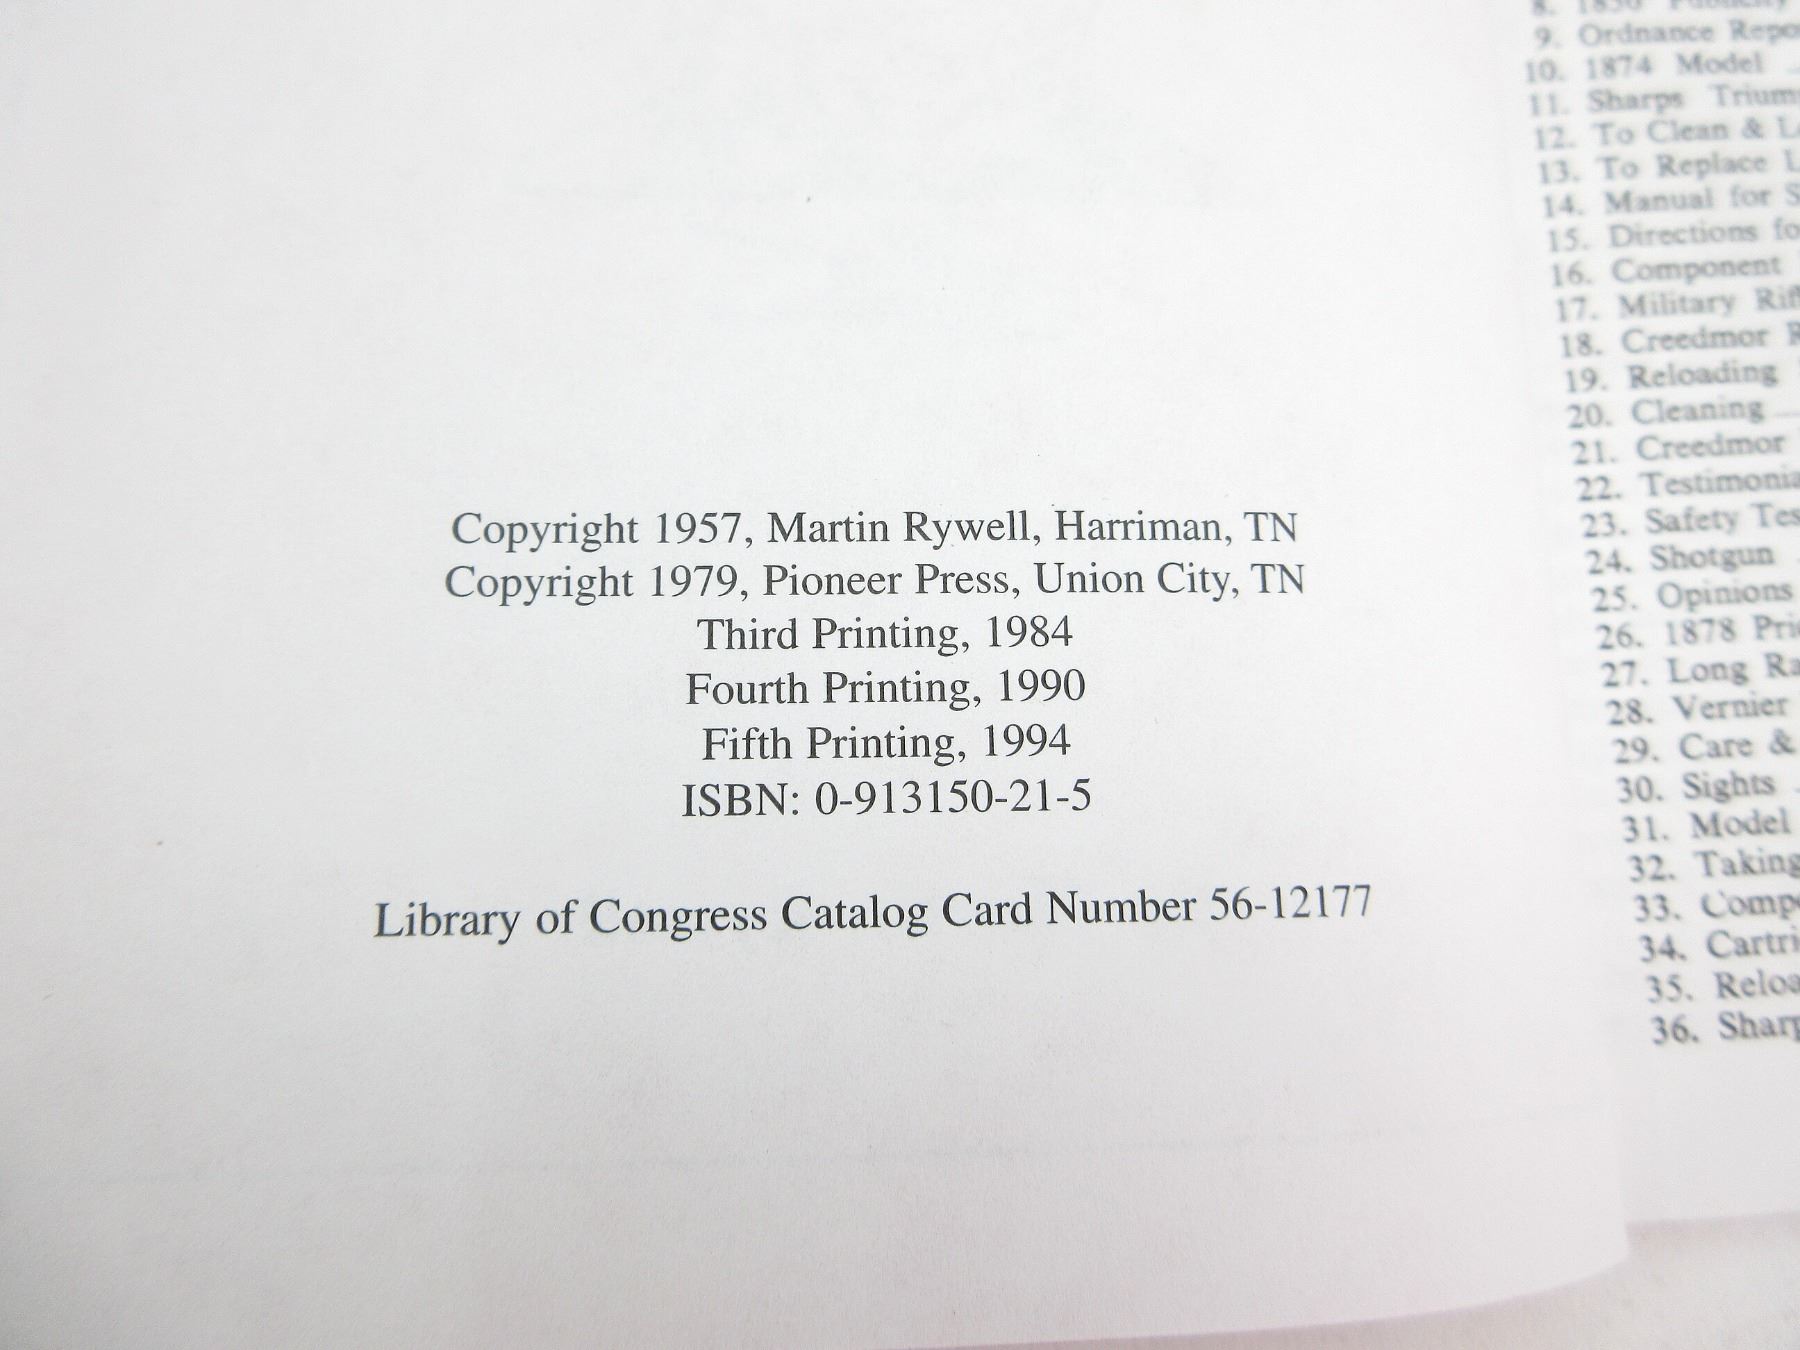 Copyright 1957, Martin Rywell, Harriman, TN
Copyright 1979, Pioneer Press, Union City, TN
Third Printing, 1984
Fourth Printing, 1990
Fifth Printing, 1994
ISBN: 0-913150-21-5
Library of Congress Catalog Card Number 56-12177
8. 1850 Publicity
9. Ordnance
10. 1874 Model
11. Sharps
12. To Clean &
13. To Replace
14. Manual for
15. Directions
16. Component
17. Military
18. Creedmor
19. Reloading
20. Cleaning
21. Creedmor
22.
23. Safety
24. Shotgun
25. Opinions
26. 1878
27. Long
28. Vernier
29. Care &
30. Sights
31. Model
32. Taking
33.
34.
35.
36.